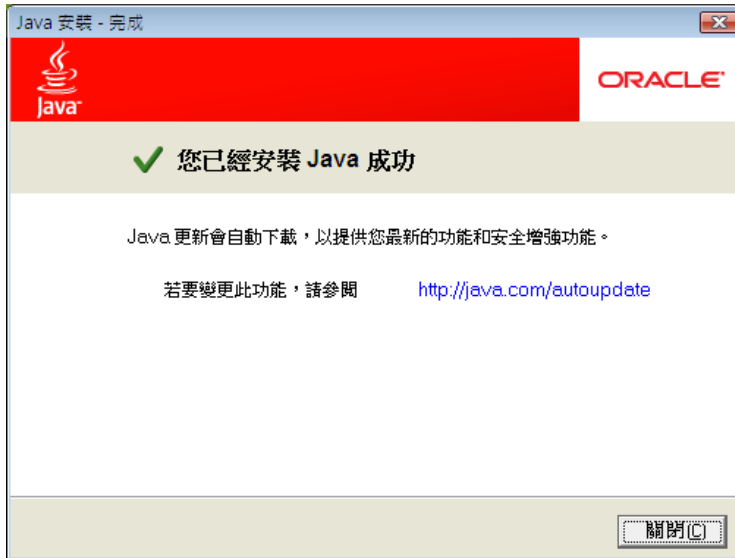 Java 安裝 - 完成
Java
ORACLE
您已經安裝 Java 成功
Java 更新會自動下載，以提供您最新的功能和安全增強功能。
若要變更此功能，請參閱 http://java.com/autoupdate
關閉(C)